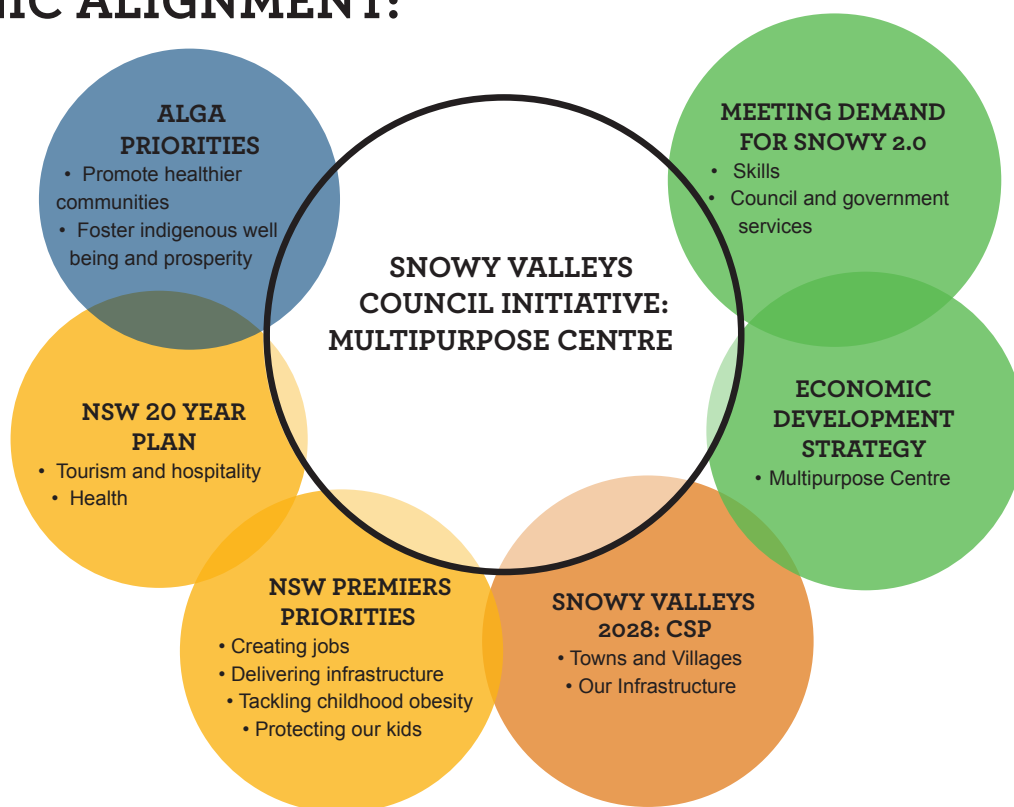 NIC ALIGNMENT:
ALGA
PRIORITIES
• Promote healthier
communities
• Foster indigenous well
being and prosperity
MEETING DEMAND
FOR SNOWY 2.0
• Skills
• Council and government
services
SNOWY VALLEYS
COUNCIL INITIATIVE:
MULTIPURPOSE CENTRE
NSW 20 YEAR
PLAN
• Tourism and hospitality
• Health
ECONOMIC
DEVELOPMENT
STRATEGY
• Multipurpose Centre
NSW PREMIERS
PRIORITIES
• Creating jobs
• Delivering infrastructure
• Tackling childhood obesity
• Protecting our kids
SNOWY VALLEYS
2028: CSP
• Towns and Villages
• Our Infrastructure